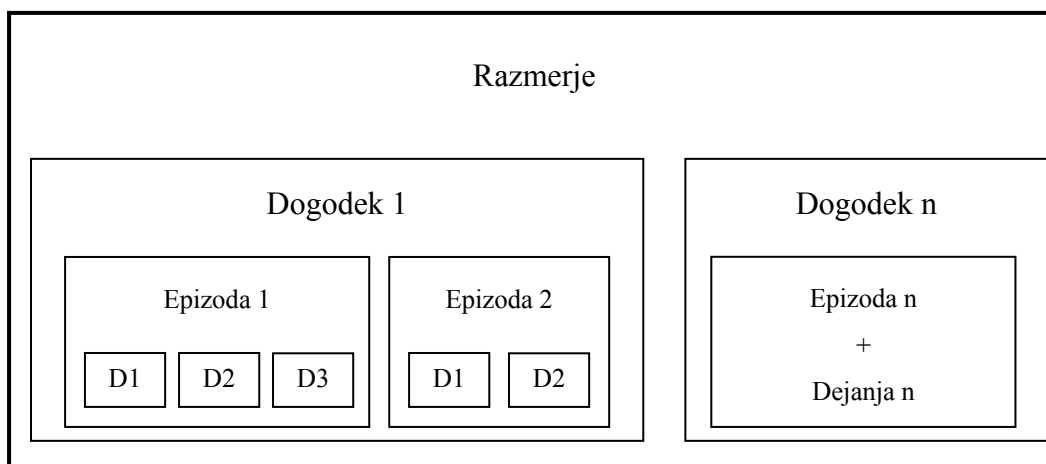 Razmerje
Dogodek 1
Dogodek n
Epizoda 1
Epizoda 2
Epizoda n
+
Dejanja n
D1 D2 D3
D1 D2